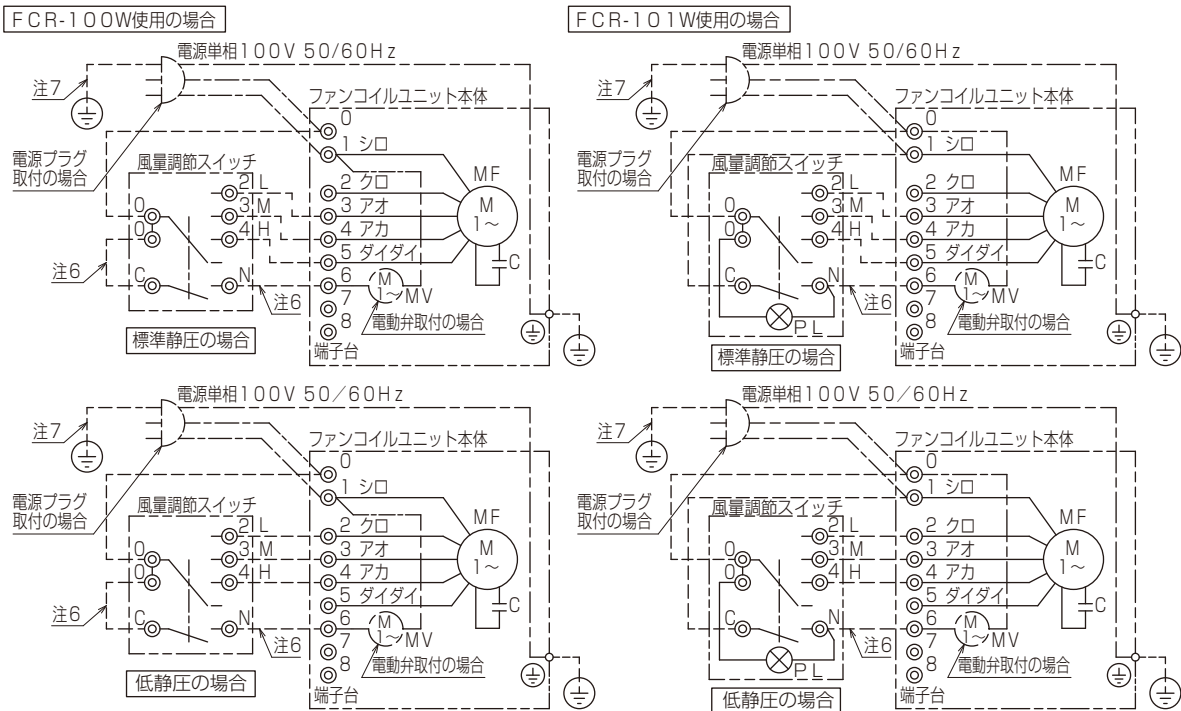 FCR-100W使用の場合
電源単相100V 50/60Hz
注7
ファンコイルユニット本体
0
1 シロ
電源プラグ
取付の場合
風量調節スイッチ
MF
2 L
2 クロ
M
1～
0
3 M
3 アオ
0
4 H
4 アカ
5 ダイダイ
C
注6
C
N
6
M
1～
MV
注6
7
電動弁取付の場合
8
標準静圧の場合
端子台
FCR-101W使用の場合
電源単相100V 50/60Hz
注7
ファンコイルユニット本体
0
1 シロ
電源プラグ
取付の場合
風量調節スイッチ
MF
2 L
2 クロ
M
1～
0
3 M
3 アオ
0
4 H
4 アカ
5 ダイダイ
C
C
N
6
M
1～
MV
注6
7
PL
電動弁取付の場合
8
標準静圧の場合
端子台
電源単相100V 50／60Hz
注7
ファンコイルユニット本体
0
1 シロ
電源プラグ
取付の場合
風量調節スイッチ
MF
2 L
2 クロ
M
1～
0
3 M
3 アオ
0
4 H
4 アカ
5 ダイダイ
C
注6
C
N
6
M
1～
MV
注6
7
電動弁取付の場合
8
低静圧の場合
端子台
電源単相100V 50／60Hz
注7
ファンコイルユニット本体
0
1 シロ
電源プラグ
取付の場合
風量調節スイッチ
MF
2 L
2 クロ
M
1～
0
3 M
3 アオ
0
4 H
4 アカ
5 ダイダイ
C
C
N
6
M
1～
MV
注6
7
PL
電動弁取付の場合
8
低静圧の場合
端子台